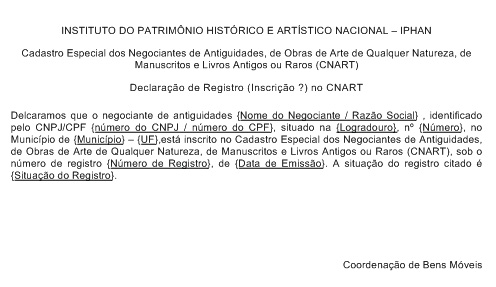 INSTITUTO DO PATRIMÔNIO HISTÓRICO E ARTÍSTICO NACIONAL – IPHAN
Cadastro Especial dos Negociantes de Antiguidades, de Obras de Arte de Qualquer Natureza, de
Manuscritos e Livros Antigos ou Raros (CNART)
Declaração de Registro (Inscrição ?) no CNART
Delcaramos que o negociante de antiguidades {Nome do Negociante / Razão Social} , identificado
pelo CNPJ/CPF {número do CNPJ / número do CPF}, situado na {Logradouro}, nº {Número}, no
Município de {Município} – {UF},está inscrito no Cadastro Especial dos Negociantes de Antiguidades,
de Obras de Arte de Qualquer Natureza, de Manuscritos e Livros Antigos ou Raros (CNART), sob o
número de registro {Número de Registro}, de {Data de Emissão}. A situação do registro citado é
{Situação do Registro}.
Coordenação de Bens Móveis